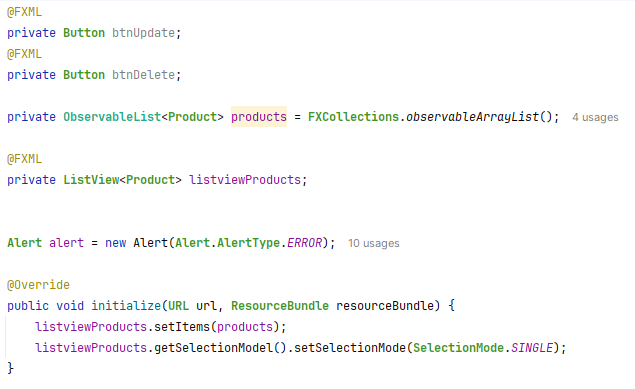 @FXML
private Button btnUpdate;
@FXML
private Button btnDelete;
private ObservableList<Product> products = FXCollections.observableArrayList(); 4 usages
@FXML
private ListView<Product> listviewProducts;
Alert alert = new Alert(Alert.AlertType.ERROR); 10 usages
@Override
public void initialize(URL url, ResourceBundle resourceBundle) {
listviewProducts.setItems(products);
listviewProducts.getSelectionModel().setSelectionMode(SelectionMode.SINGLE);
}